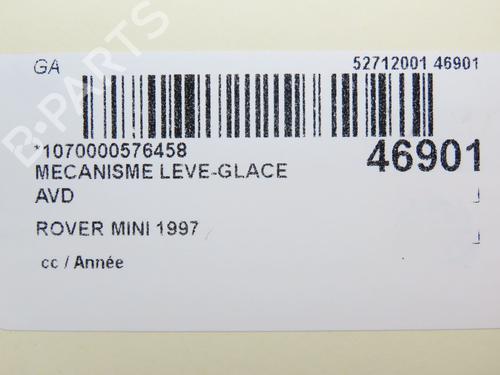 GA
52712001 46901
*1070000576458
46901
MECANISME LEVE-GLACE
AVD
ROVER MINI 1997
cc / Année
B-PARTS